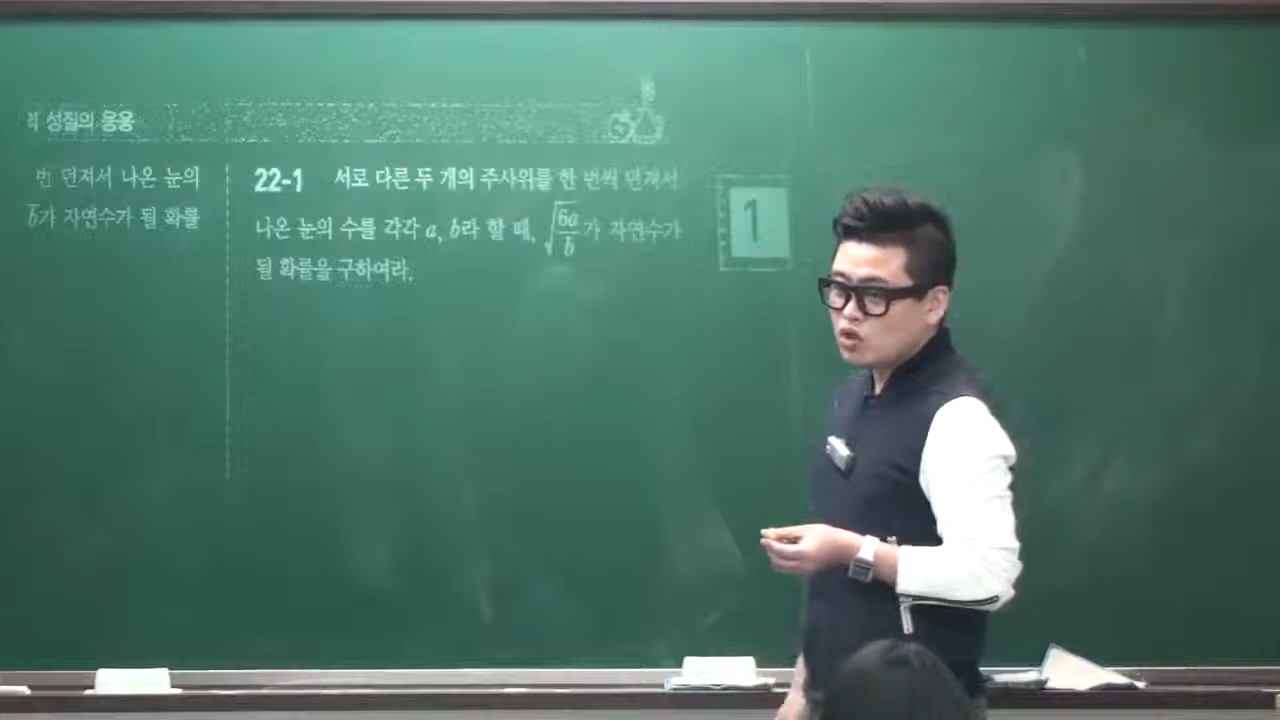 성질의 응용
번 던져서 나온 눈의
b가 자연수가 될 확률
22-1 서로 다른 두 개의 주사위를 한 번씩 던져서
나온 눈의 수를 각각 a, b라 할 때, √(6a/b)가 자연수가
될 확률을 구하여라.
1